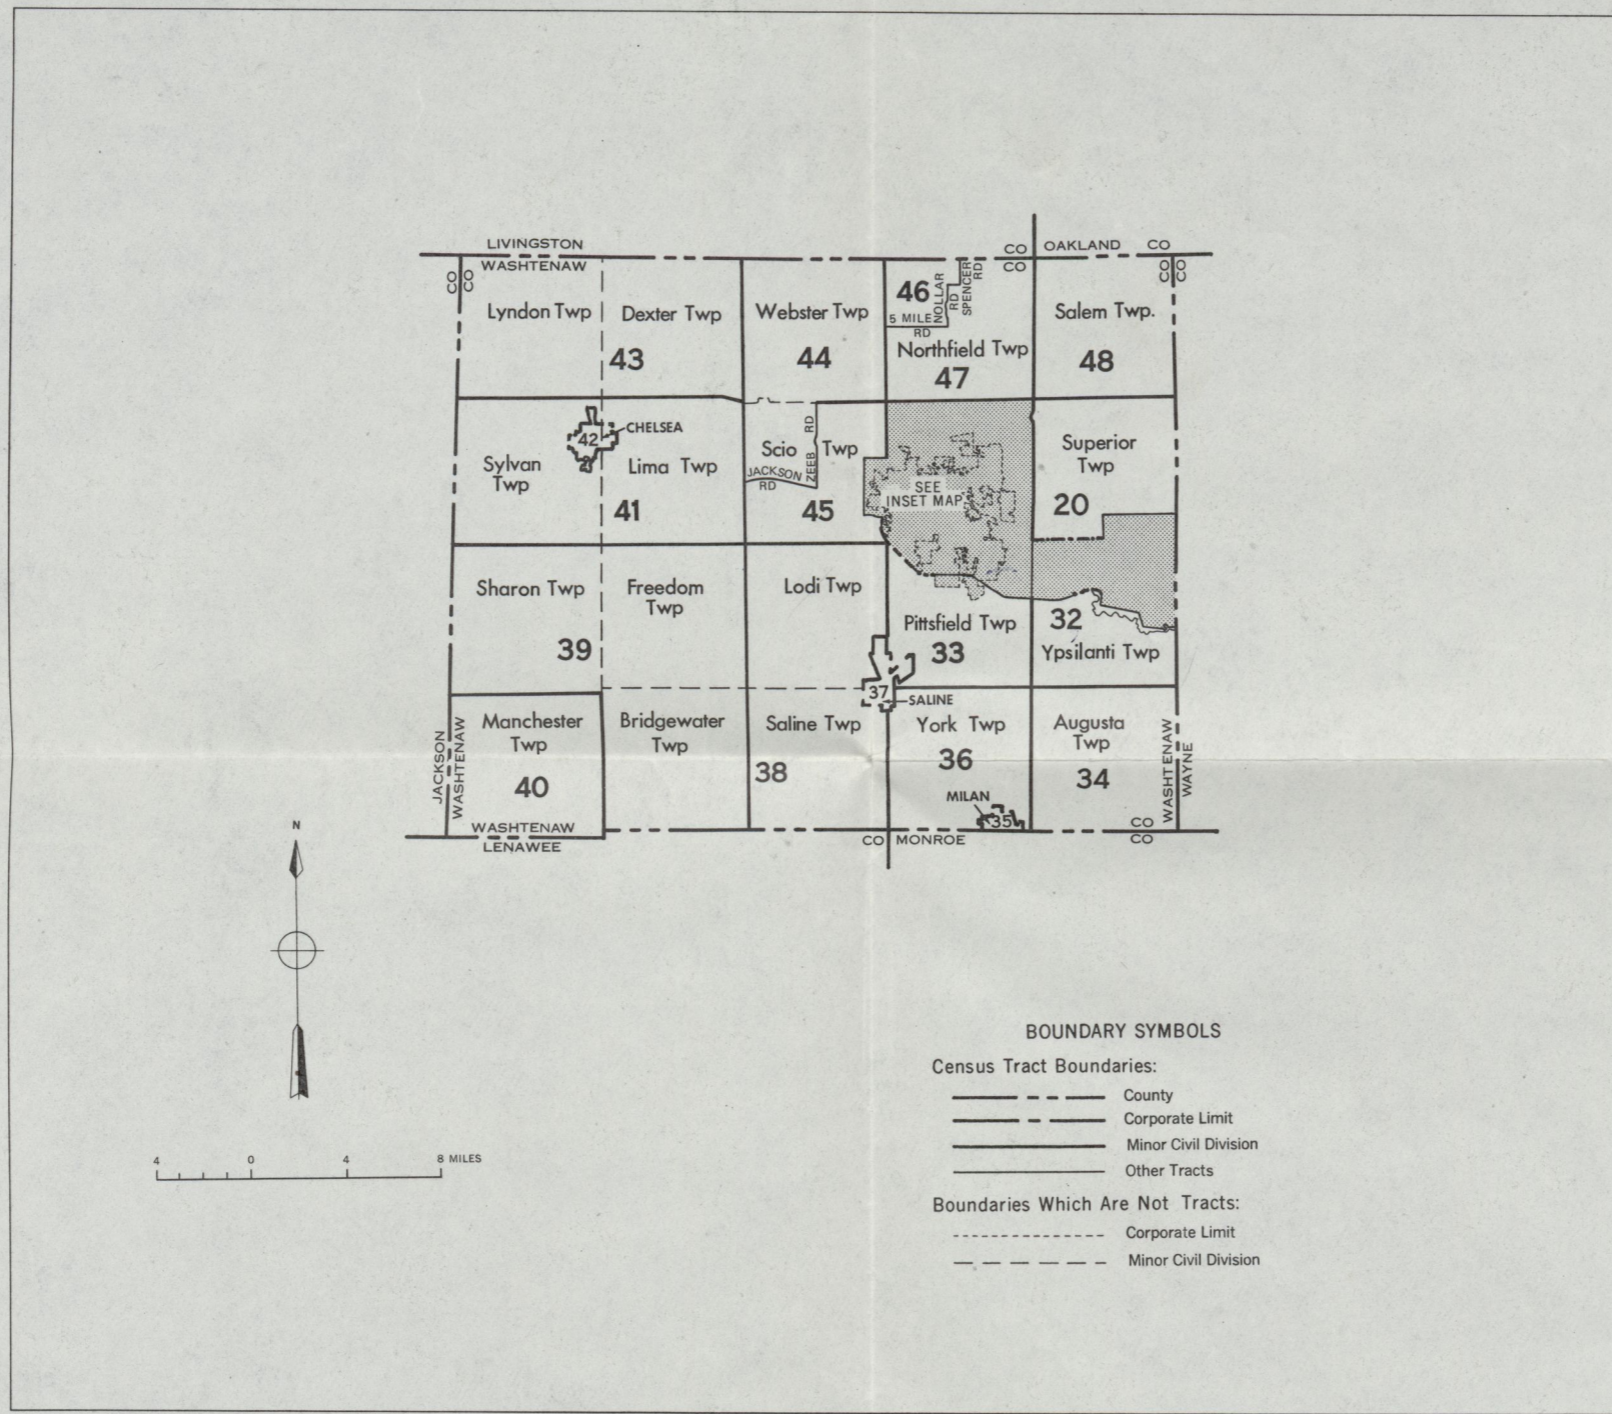 LIVINGSTON
WASHTENAW
CO
CO
CO
CO
OAKLAND CO
CO
CO
Lyndon Twp
Dexter Twp
43
Webster Twp
44
46
NOLLAR
RD
SPENCER
RD
5 MILE
RD
Northfield Twp
47
Salem Twp.
48
CHELSEA
42
Sylvan
Twp
Lima Twp
41
Scio Twp
ZEEB RD
JACKSON
RD
45
SEE
INSET MAP
Superior
Twp
20
Sharon Twp
39
Freedom
Twp
Lodi Twp
Pittsfield Twp
33
32
Ypsilanti Twp
37
SALINE
Manchester
Twp
40
Bridgewater
Twp
Saline Twp
38
York Twp
36
MILAN
35
Augusta
Twp
34
JACKSON
WASHTENAW
WASHTENAW
WAYNE
WASHTENAW
LENAWEE
CO MONROE
CO
CO
N
4 0 4 8 MILES
BOUNDARY SYMBOLS
Census Tract Boundaries:
County
Corporate Limit
Minor Civil Division
Other Tracts
Boundaries Which Are Not Tracts:
Corporate Limit
Minor Civil Division